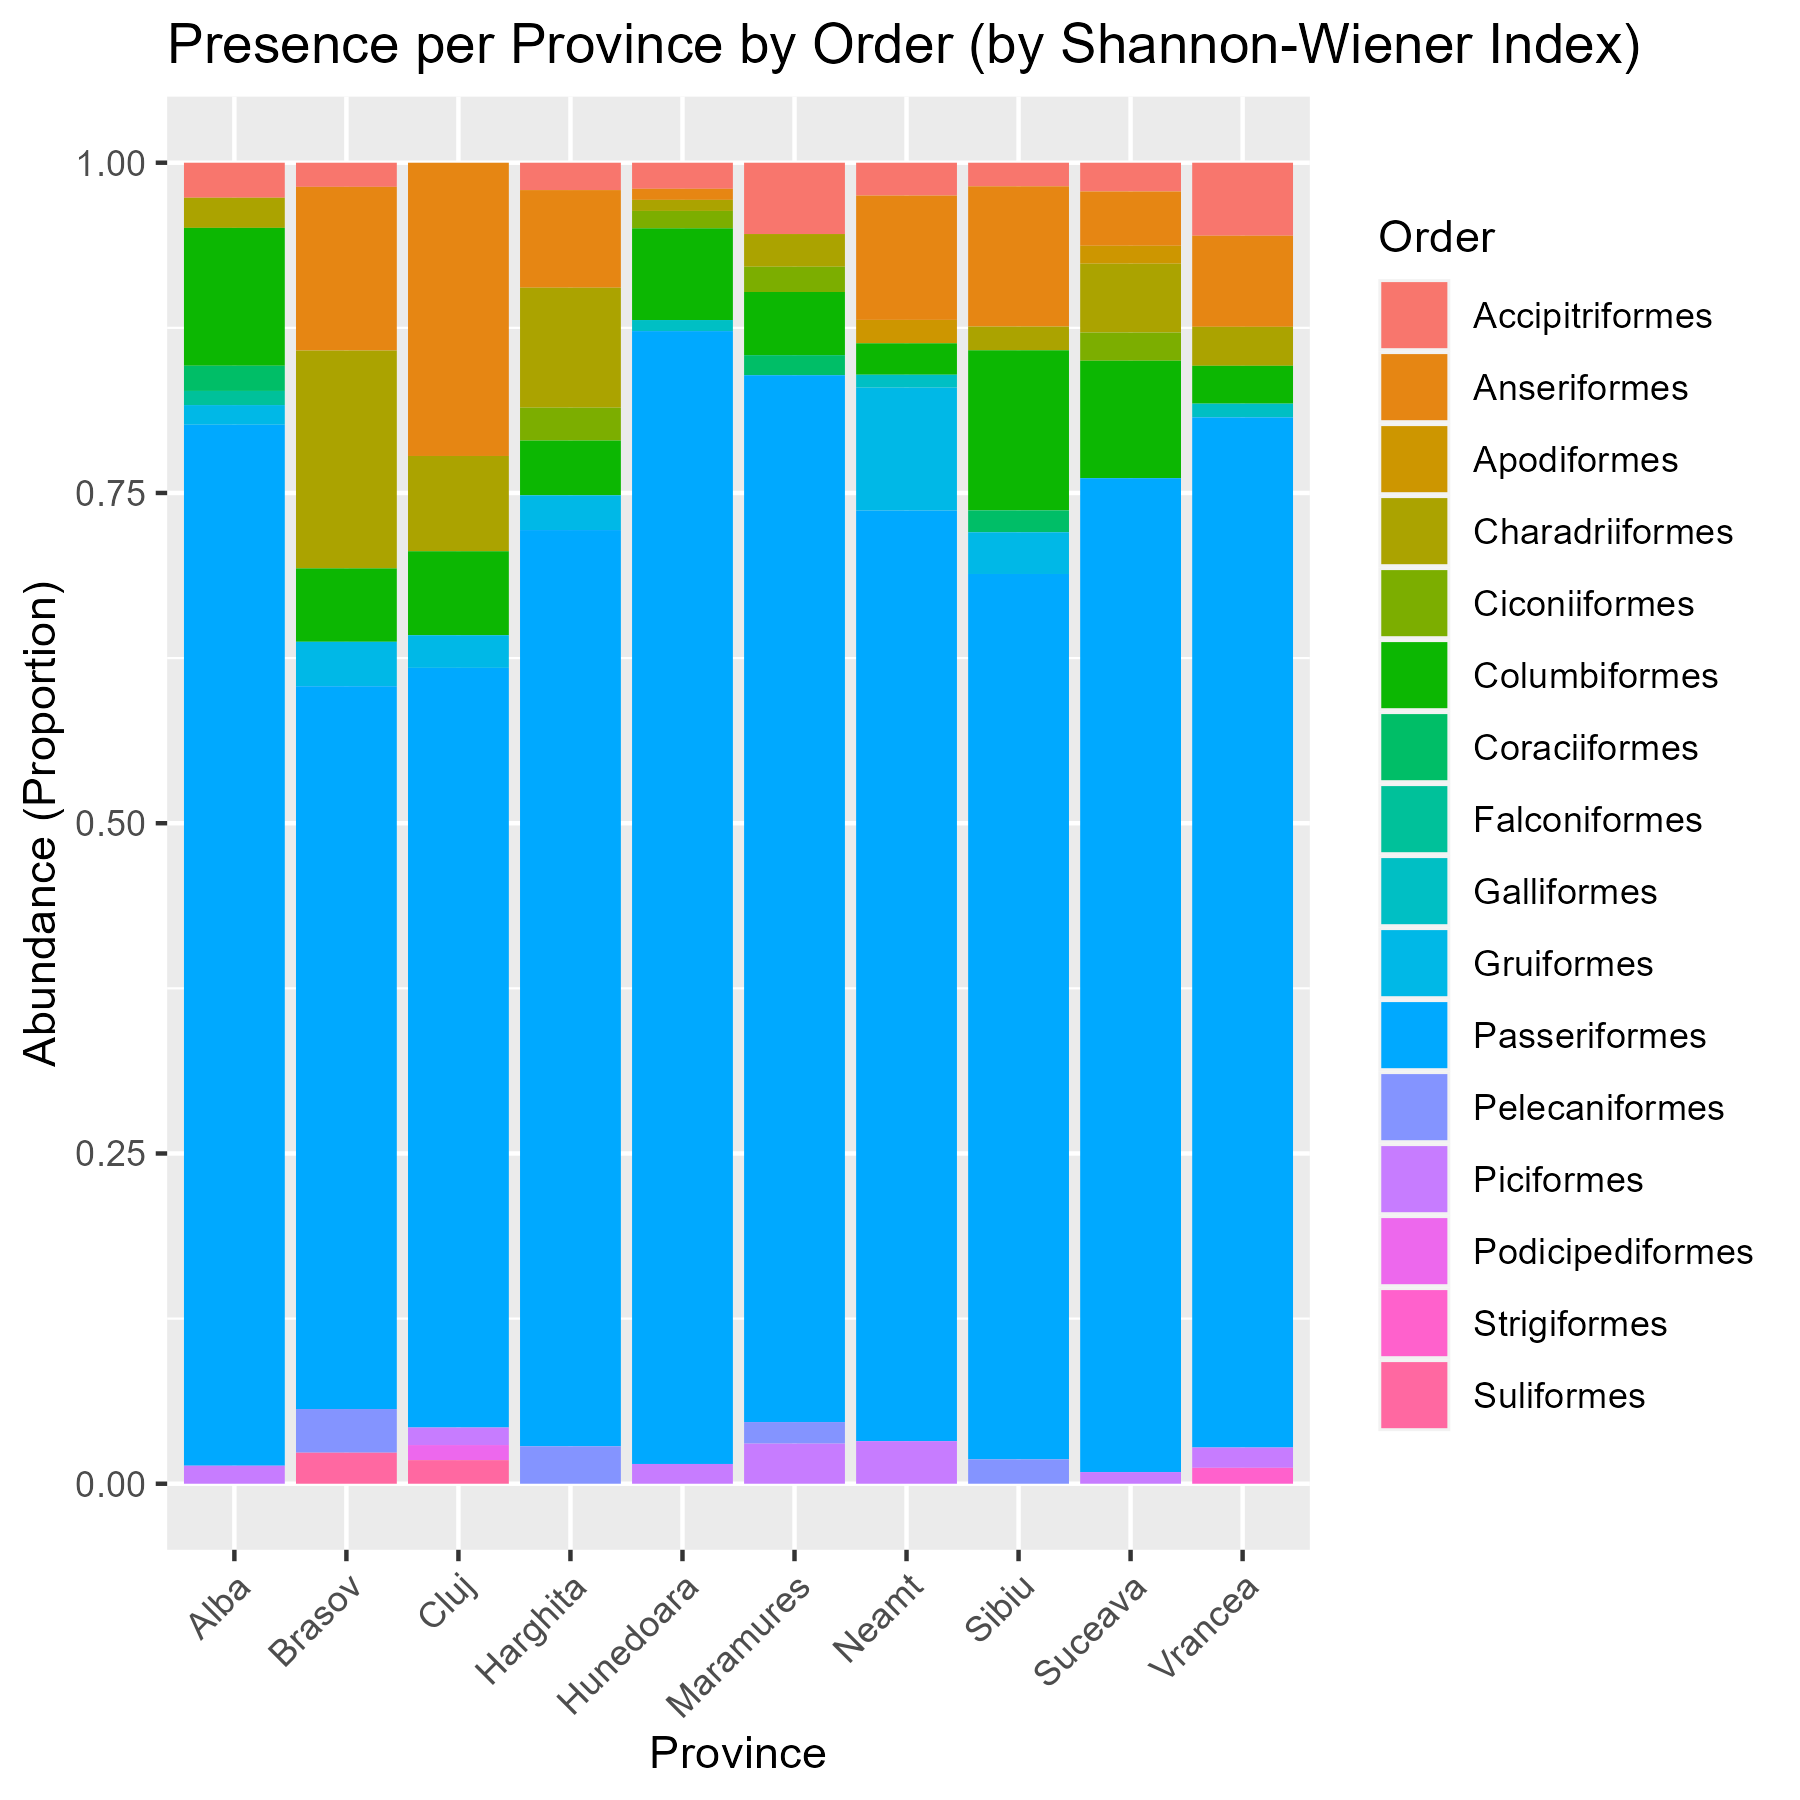 Presence per Province by Order (by Shannon-Wiener Index)
Abundance (Proportion)
1.00
0.75
0.50
0.25
0.00
Alba
Brasov
Cluj
Harghita
Hunedoara
Maramures
Neamt
Sibiu
Suceava
Vrancea
Province
Order
Accipitriformes
Anseriformes
Apodiformes
Charadriiformes
Ciconiiformes
Columbiformes
Coraciiformes
Falconiformes
Galliformes
Gruiformes
Passeriformes
Pelecaniformes
Piciformes
Podicipediformes
Strigiformes
Suliformes